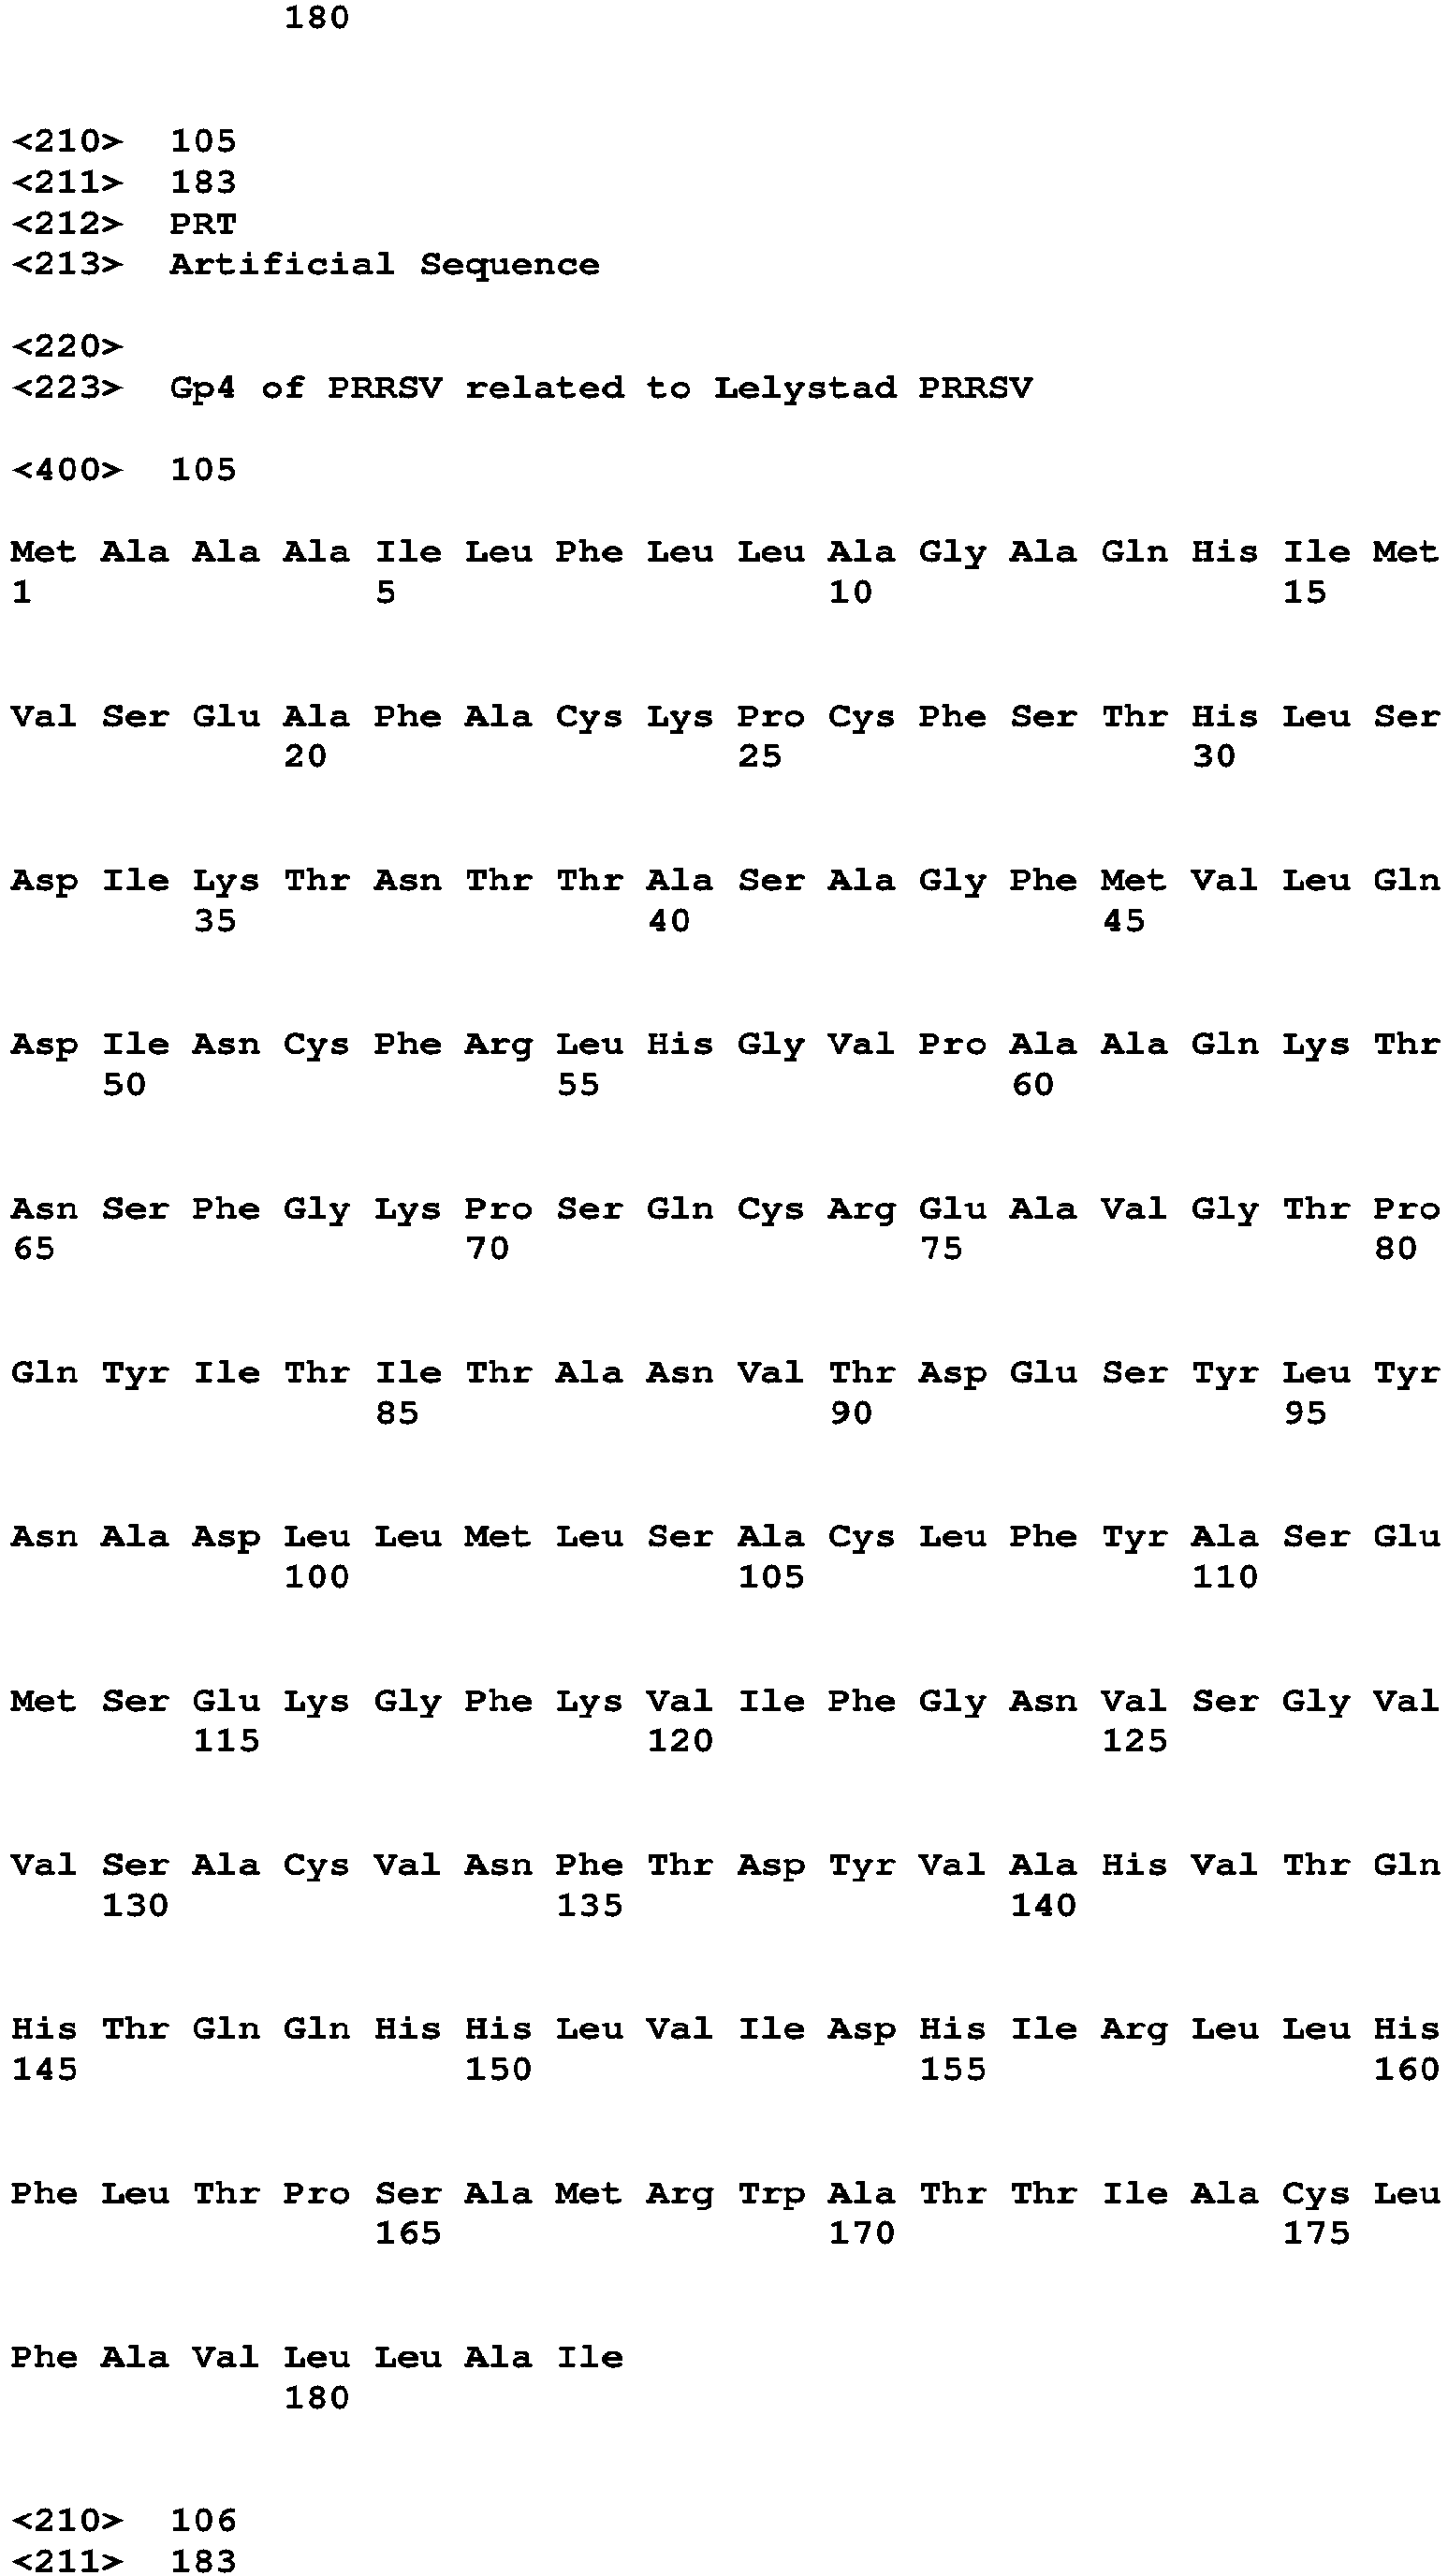 180
<210> 105
<211> 183
<212> PRT
<213> Artificial Sequence
<220>
<223> Gp4 of PRRSV related to Lelystad PRRSV
<400> 105
Met Ala Ala Ala Ile Leu Phe Leu Leu Ala Gly Ala Gln His Ile Met
1 5 10 15
Val Ser Glu Ala Phe Ala Cys Lys Pro Cys Phe Ser Thr His Leu Ser
20 25 30
Asp Ile Lys Thr Asn Thr Thr Ala Ser Ala Gly Phe Met Val Leu Gln
35 40 45
Asp Ile Asn Cys Phe Arg Leu His Gly Val Pro Ala Ala Gln Lys Thr
50 55 60
Asn Ser Phe Gly Lys Pro Ser Gln Cys Arg Glu Ala Val Gly Thr Pro
65 70 75 80
Gln Tyr Ile Thr Ile Thr Ala Asn Val Thr Asp Glu Ser Tyr Leu Tyr
85 90 95
Asn Ala Asp Leu Leu Met Leu Ser Ala Cys Leu Phe Tyr Ala Ser Glu
100 105 110
Met Ser Glu Lys Gly Phe Lys Val Ile Phe Gly Asn Val Ser Gly Val
115 120 125
Val Ser Ala Cys Val Asn Phe Thr Asp Tyr Val Ala His Val Thr Gln
130 135 140
His Thr Gln Gln His His Leu Val Ile Asp His Ile Arg Leu Leu His
145 150 155 160
Phe Leu Thr Pro Ser Ala Met Arg Trp Ala Thr Thr Ile Ala Cys Leu
165 170 175
Phe Ala Val Leu Leu Ala Ile
180
<210> 106
<211> 183